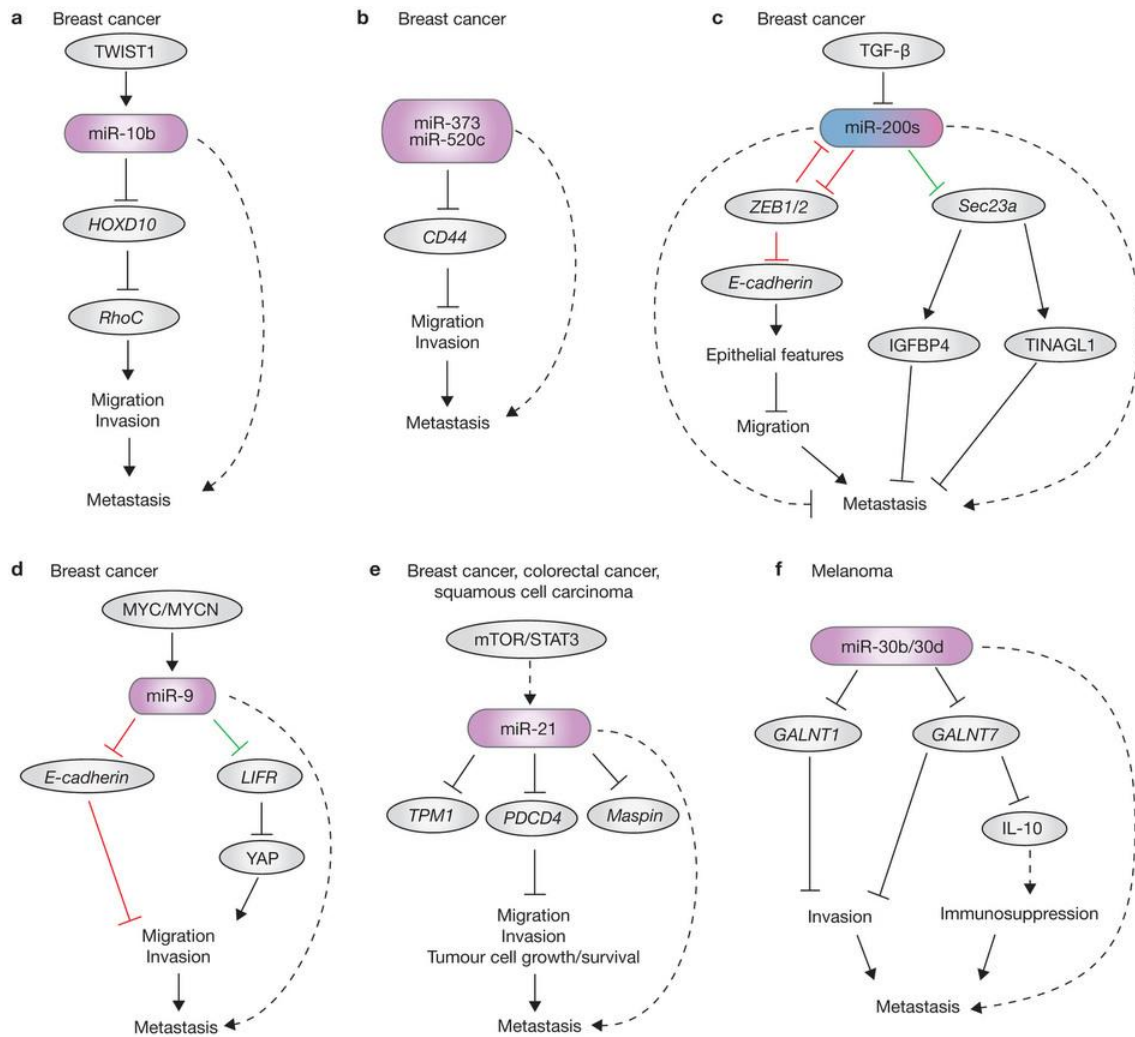 a Breast cancer
TWIST1
miR-10b
HOXD10
RhoC
Migration
Invasion
Metastasis
b Breast cancer
miR-373
miR-520c
CD44
Migration
Invasion
Metastasis
c Breast cancer
TGF-β
miR-200s
ZEB1/2
Sec23a
E-cadherin
Epithelial features
IGFBP4
TINAGL1
Migration
Metastasis
d Breast cancer
MYC/MYCN
miR-9
E-cadherin
LIFR
YAP
Migration
Invasion
Metastasis
e Breast cancer, colorectal cancer,
squamous cell carcinoma
mTOR/STAT3
miR-21
TPM1
PDCD4
Maspin
Migration
Invasion
Tumour cell growth/survival
Metastasis
f Melanoma
miR-30b/30d
GALNT1
GALNT7
IL-10
Invasion
Immunosuppression
Metastasis